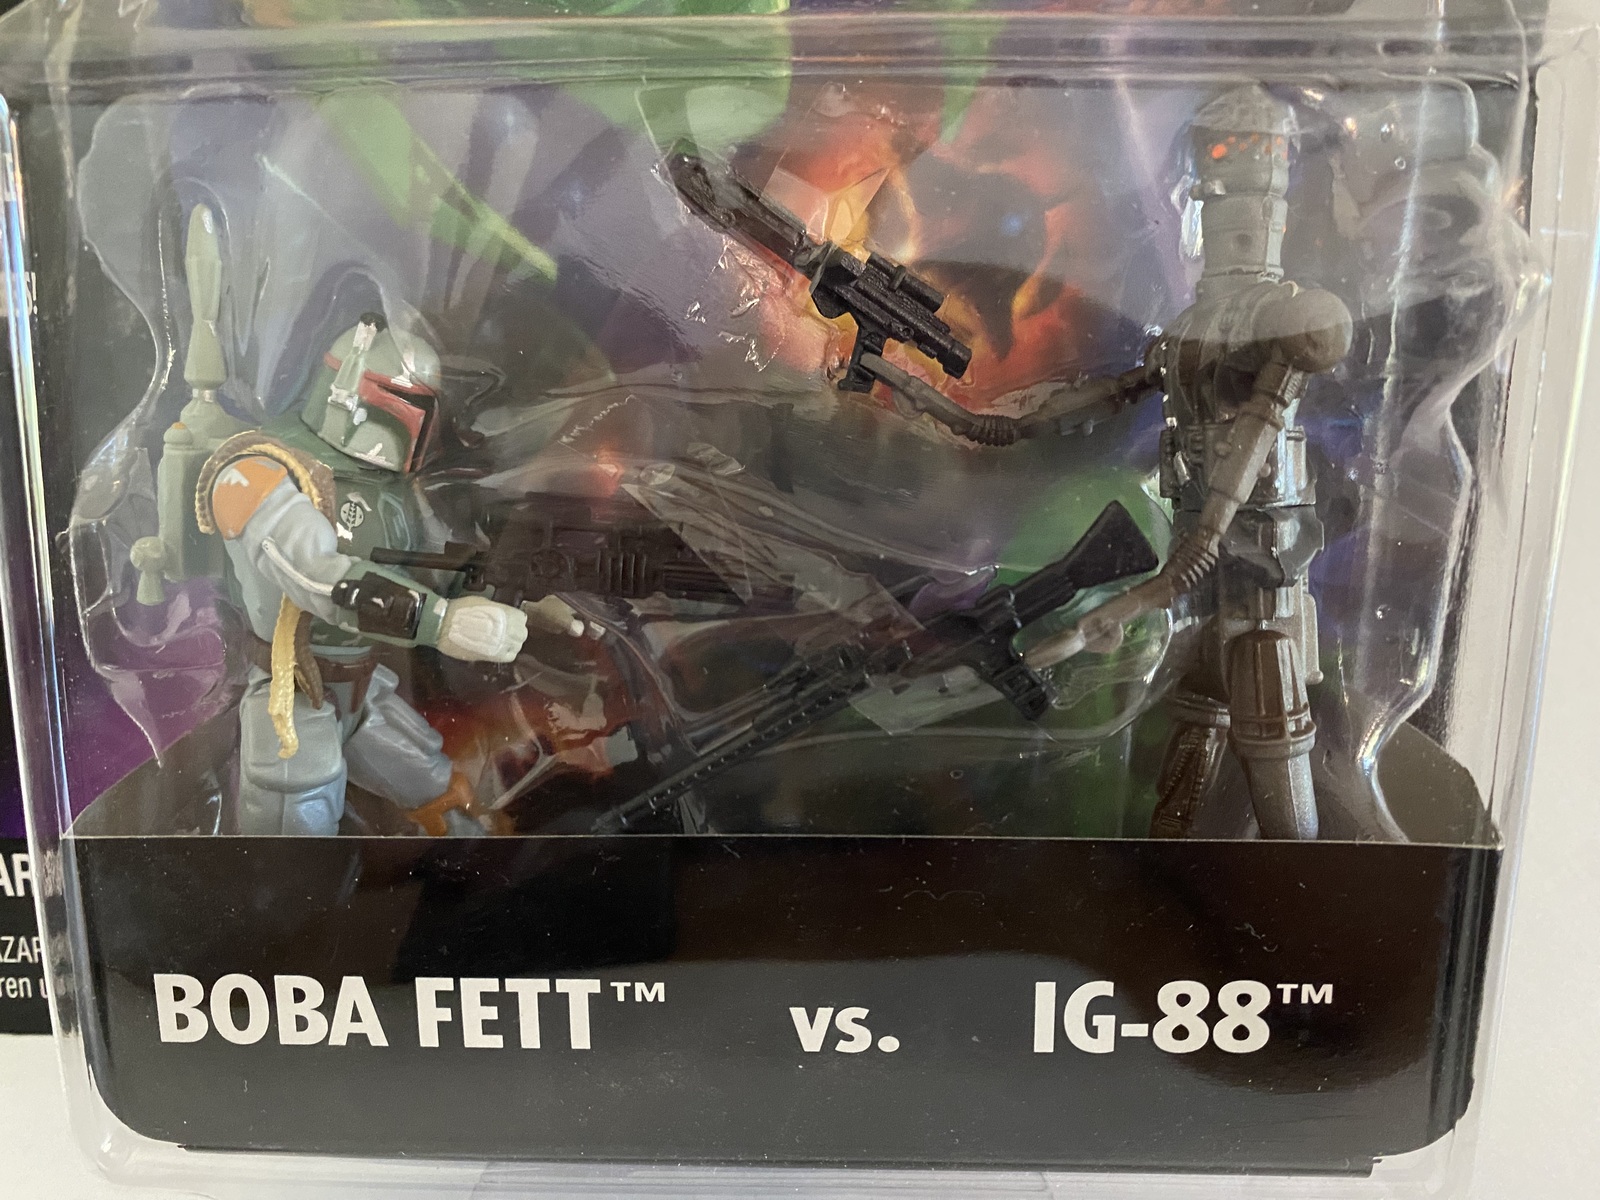 BOBA FETT™ vs. IG-88™